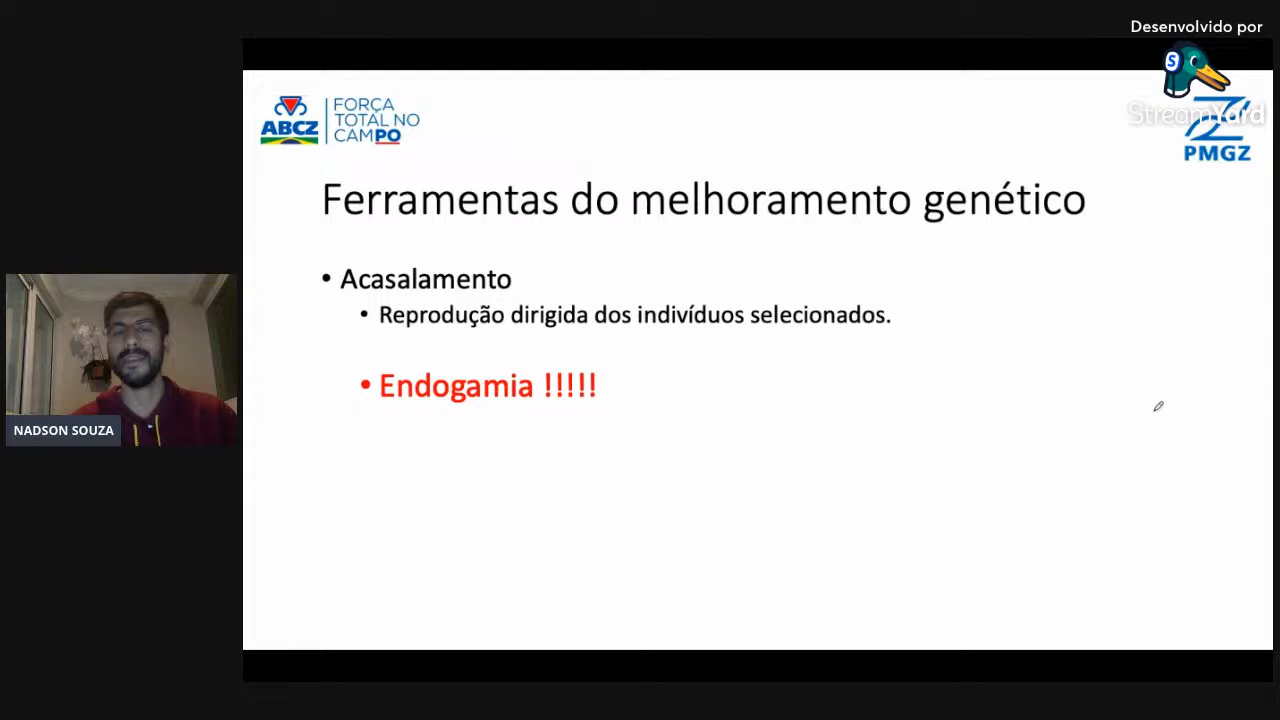 Desenvolvido por
S
StreamYard
ABCZ
FORÇA
TOTAL NO
CAMPO
PMGZ
Ferramentas do melhoramento genético
• Acasalamento
• Reprodução dirigida dos indivíduos selecionados.
• Endogamia !!!!!
NADSON SOUZA